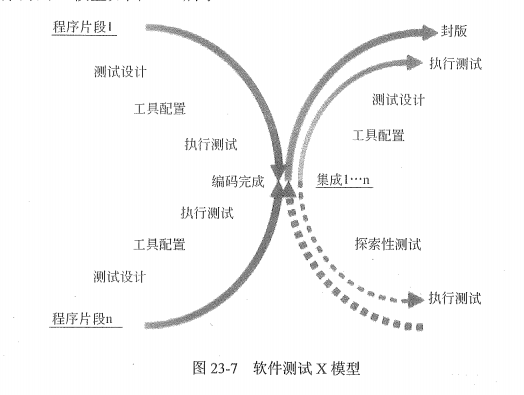 程序片段1
封版
执行测试
测试设计
测试设计
工具配置
工具配置
执行测试
编码完成
集成1…n
执行测试
工具配置
探索性测试
测试设计
执行测试
程序片段n
图 23-7 软件测试 X 模型